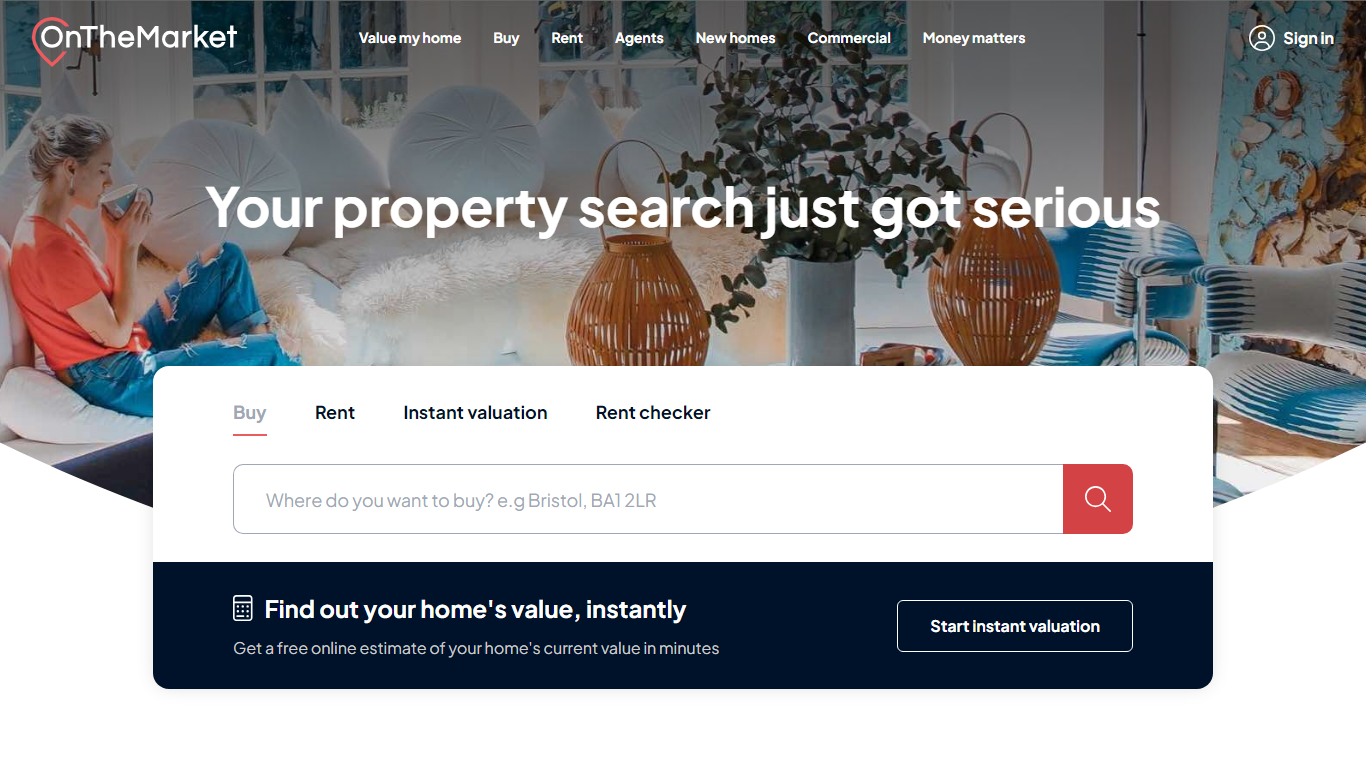 OnTheMarket
Value my home
Buy
Rent
Agents
New homes
Commercial
Money matters
Sign in
Your property search just got serious
Buy
Rent
Instant valuation
Rent checker
Where do you want to buy? e.g Bristol, BA1 2LR
Find out your home's value, instantly
Get a free online estimate of your home's current value in minutes
Start instant valuation